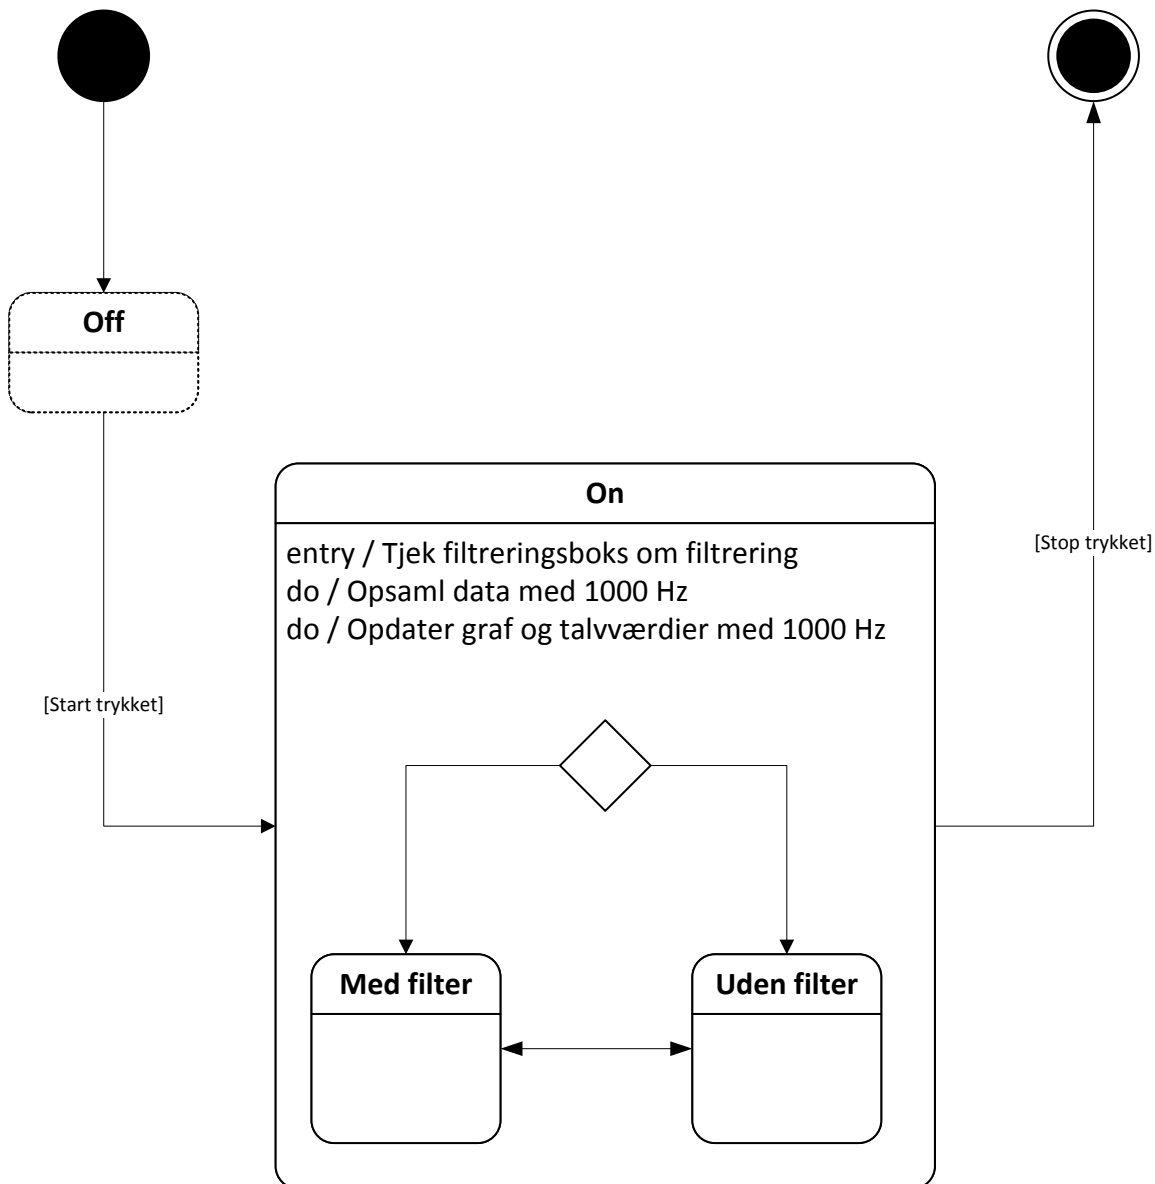 Off
On
entry / Tjek filtreringsboks om filtrering
do / Opsaml data med 1000 Hz
do / Opdater graf og talvværdier med 1000 Hz
[Stop trykket]
[Start trykket]
Med filter
Uden filter